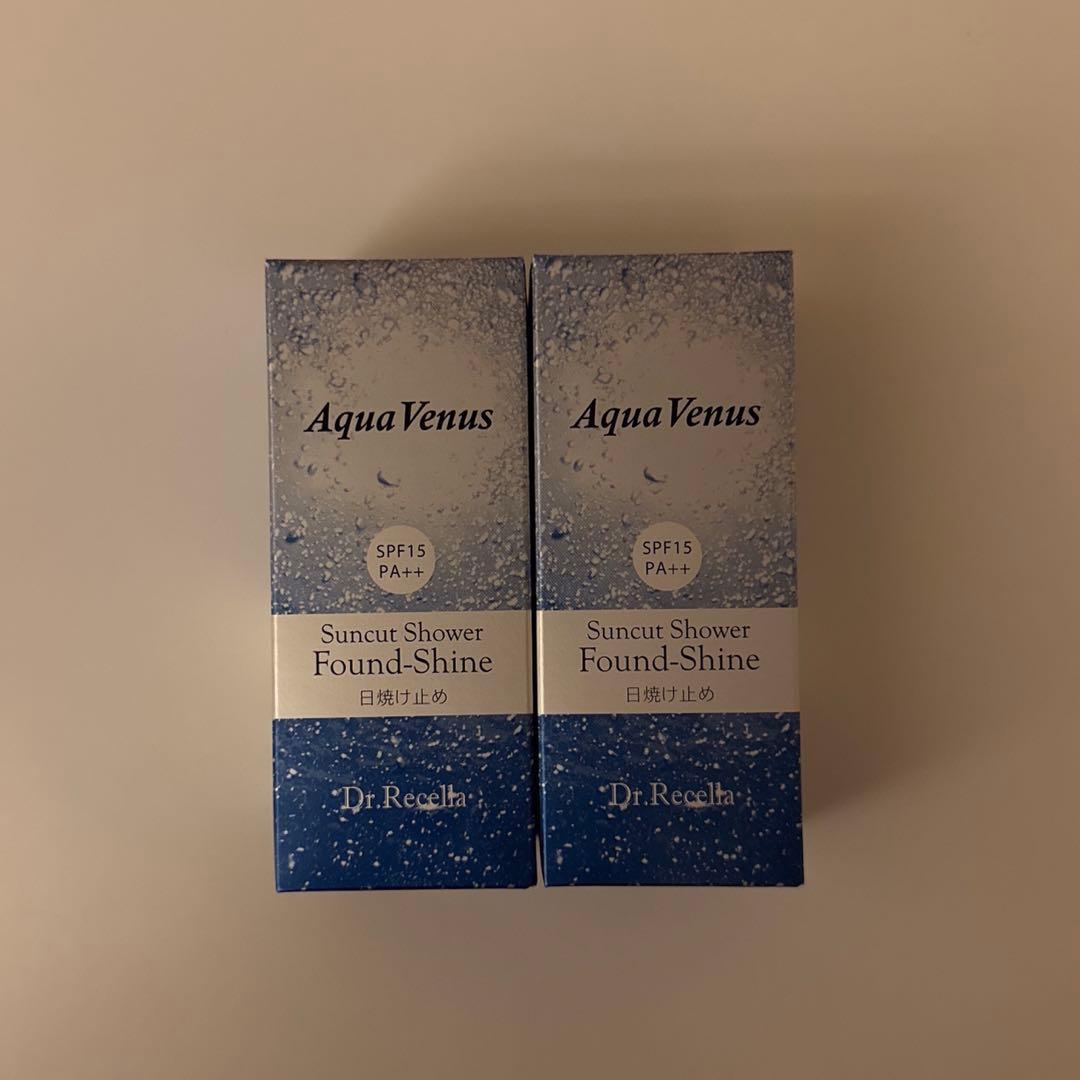 Aqua Venus
SPF15
PA++
Suncut Shower
Found-Shine
日焼け止め
Dr.Recella
Aqua Venus
SPF15
PA++
Suncut Shower
Found-Shine
日焼け止め
Dr.Recella